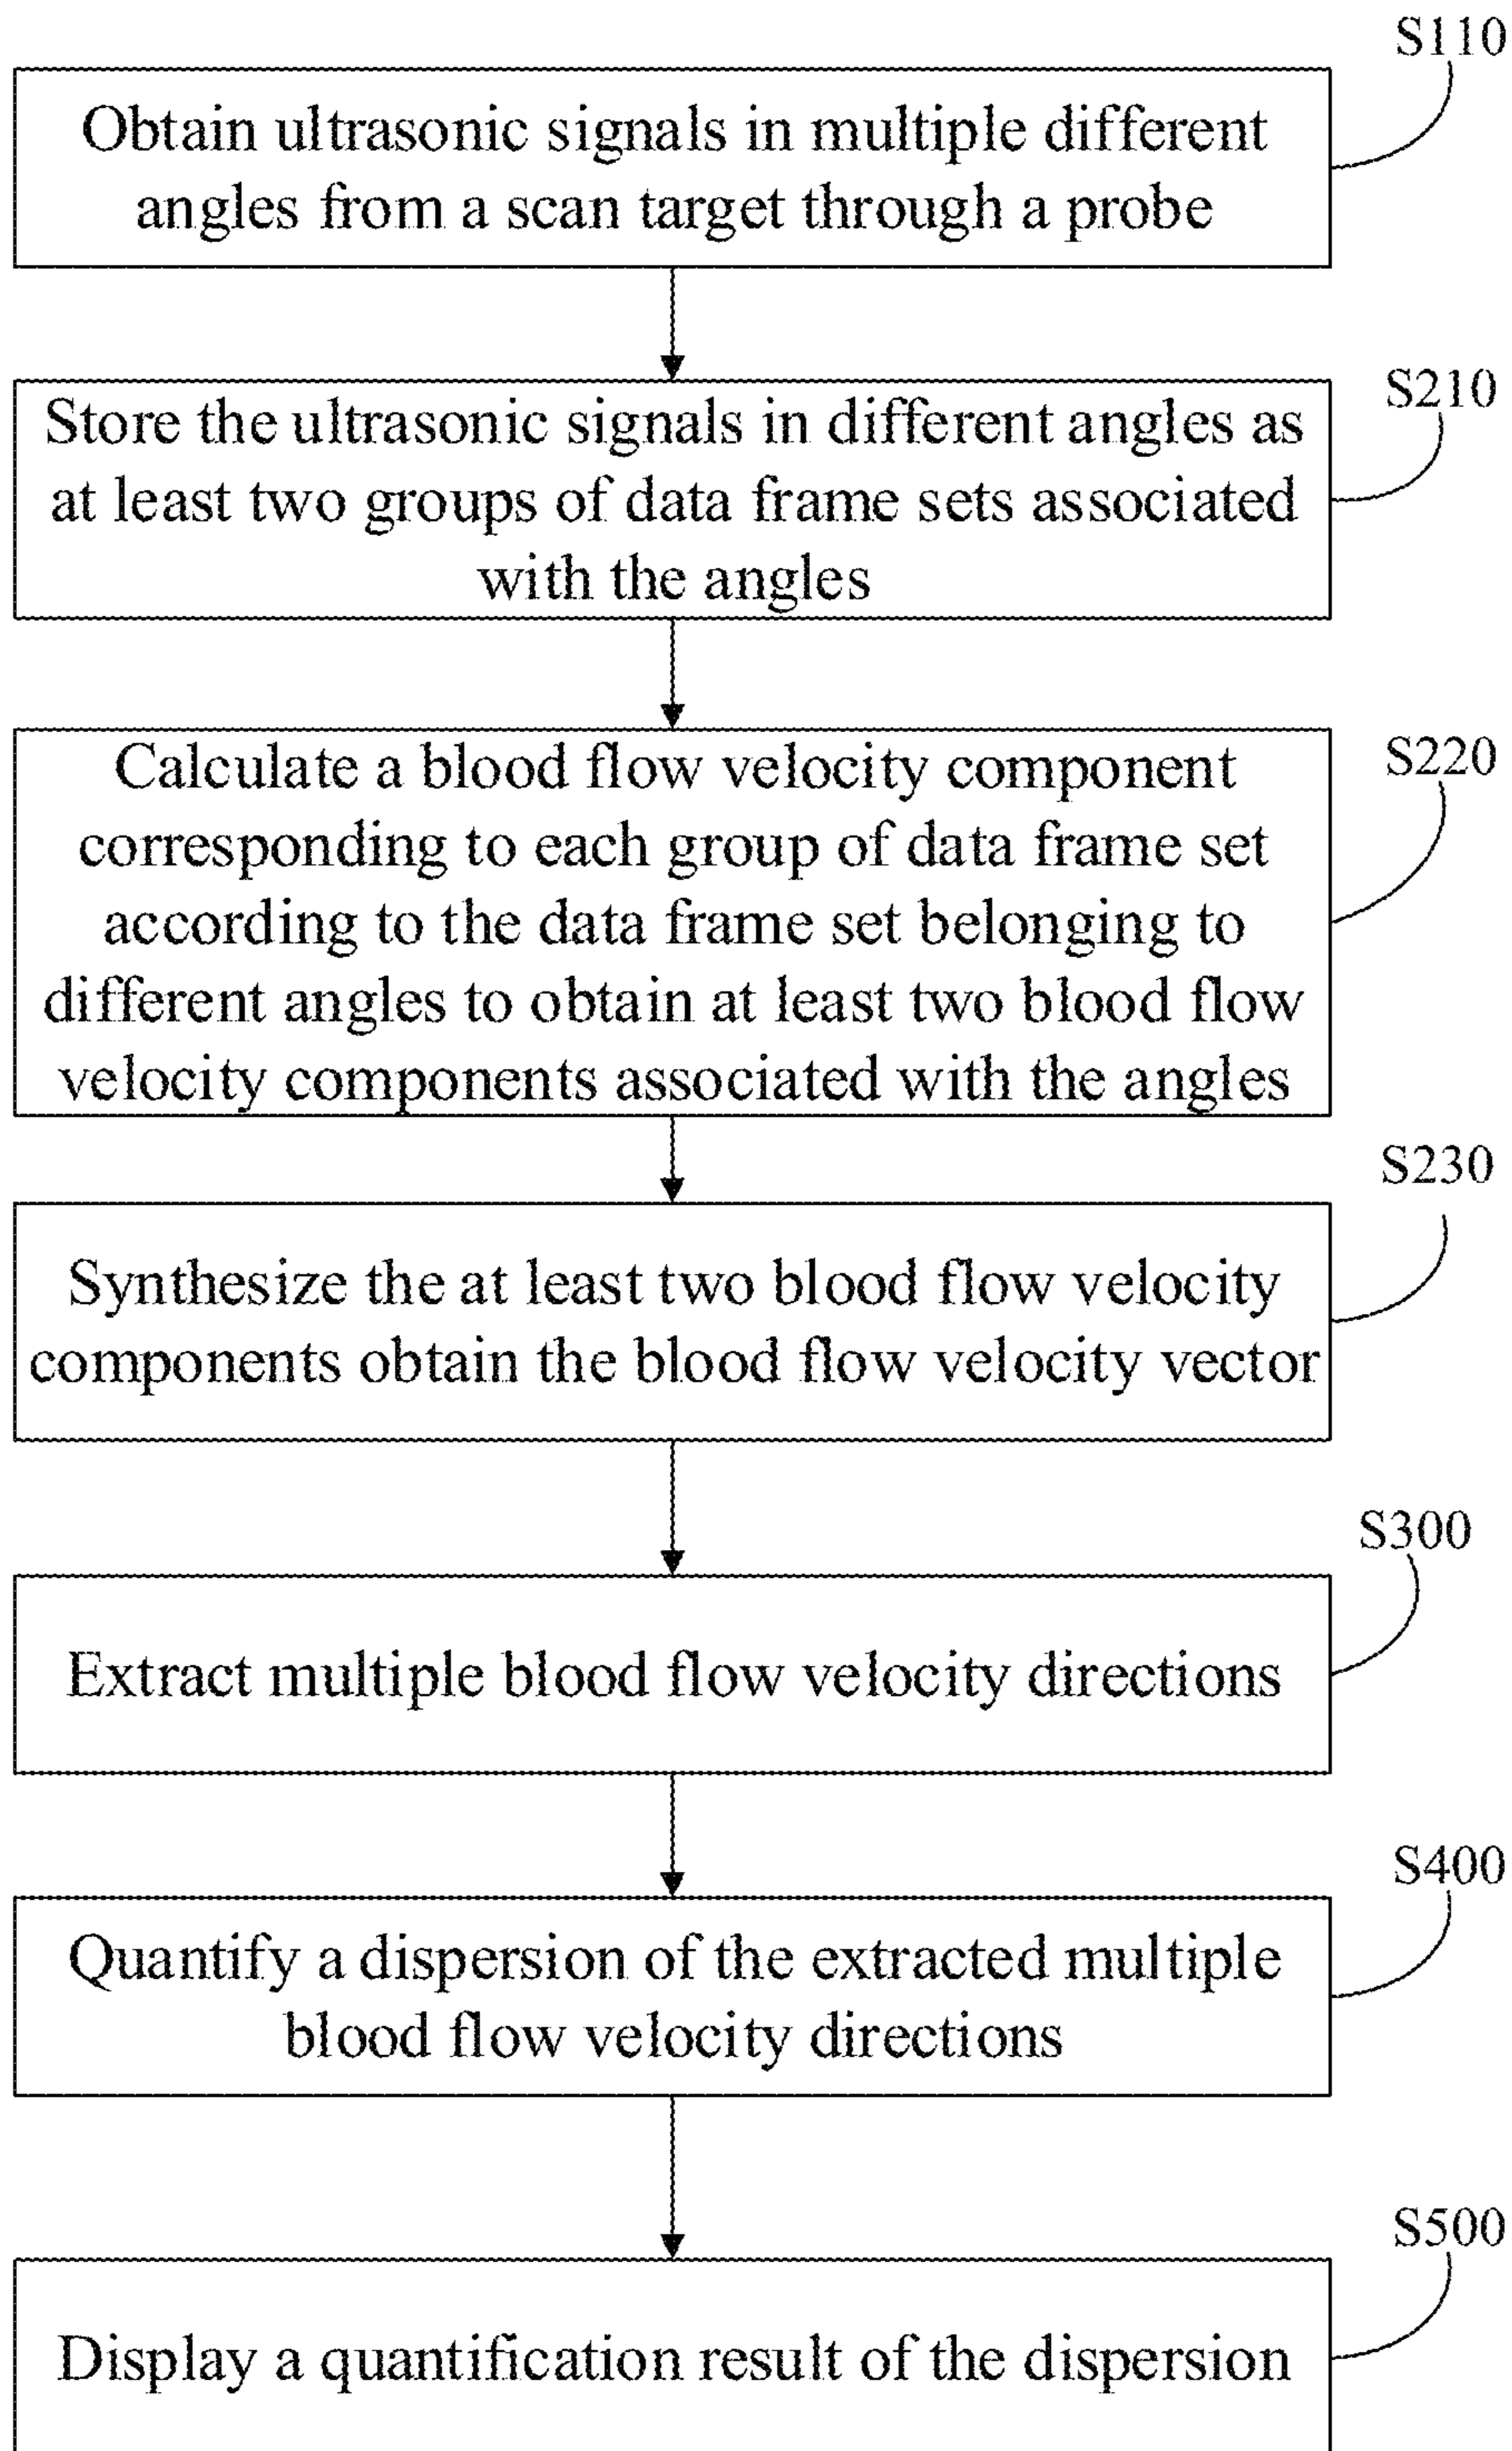 S110
Obtain ultrasonic signals in multiple different
angles from a scan target through a probe
S210
Store the ultrasonic signals in different angles as
at least two groups of data frame sets associated
with the angles
S220
Calculate a blood flow velocity component
corresponding to each group of data frame set
according to the data frame set belonging to
different angles to obtain at least two blood flow
velocity components associated with the angles
S230
Synthesize the at least two blood flow velocity
components obtain the blood flow velocity vector
S300
Extract multiple blood flow velocity directions
S400
Quantify a dispersion of the extracted multiple
blood flow velocity directions
S500
Display a quantification result of the dispersion